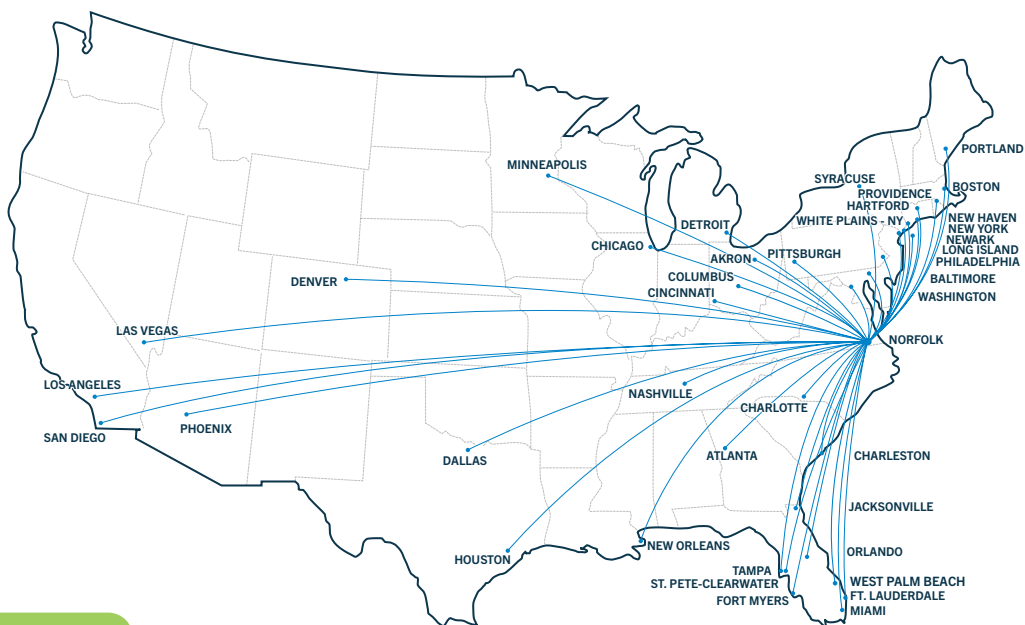 PORTLAND
MINNEAPOLIS
SYRACUSE
BOSTON
PROVIDENCE
HARTFORD
WHITE PLAINS - NY
NEW HAVEN
DETROIT
NEW YORK
NEWARK
CHICAGO
LONG ISLAND
PITTSBURGH
AKRON
PHILADELPHIA
COLUMBUS
BALTIMORE
DENVER
CINCINNATI
WASHINGTON
LAS VEGAS
NORFOLK
LOS ANGELES
NASHVILLE
CHARLOTTE
PHOENIX
SAN DIEGO
ATLANTA
CHARLESTON
DALLAS
JACKSONVILLE
NEW ORLEANS
ORLANDO
HOUSTON
TAMPA
WEST PALM BEACH
ST. PETE-CLEARWATER
FT. LAUDERDALE
FORT MYERS
MIAMI